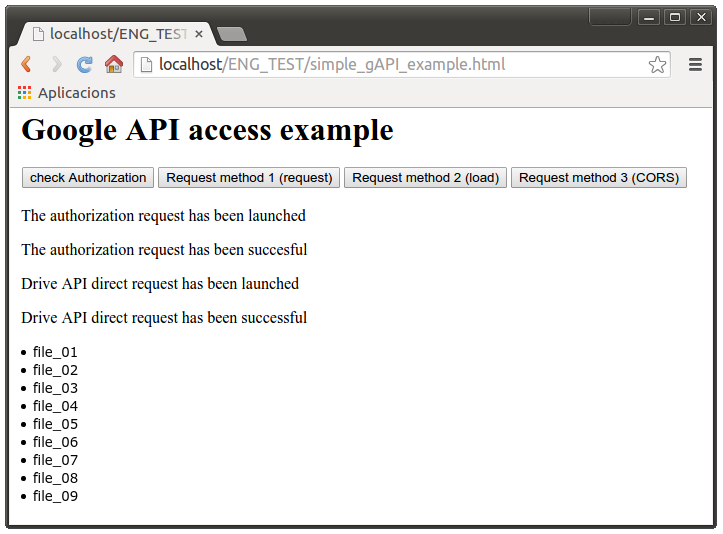 localhost/ENG_TEST
localhost/ENG_TEST/simple_gAPI_example.html
Aplicacions
Google API access example
check Authorization Request method 1 (request) Request method 2 (load) Request method 3 (CORS)
The authorization request has been launched
The authorization request has been succesful
Drive API direct request has been launched
Drive API direct request has been successful
• file_01
• file_02
• file_03
• file_04
• file_05
• file_06
• file_07
• file_08
• file_09